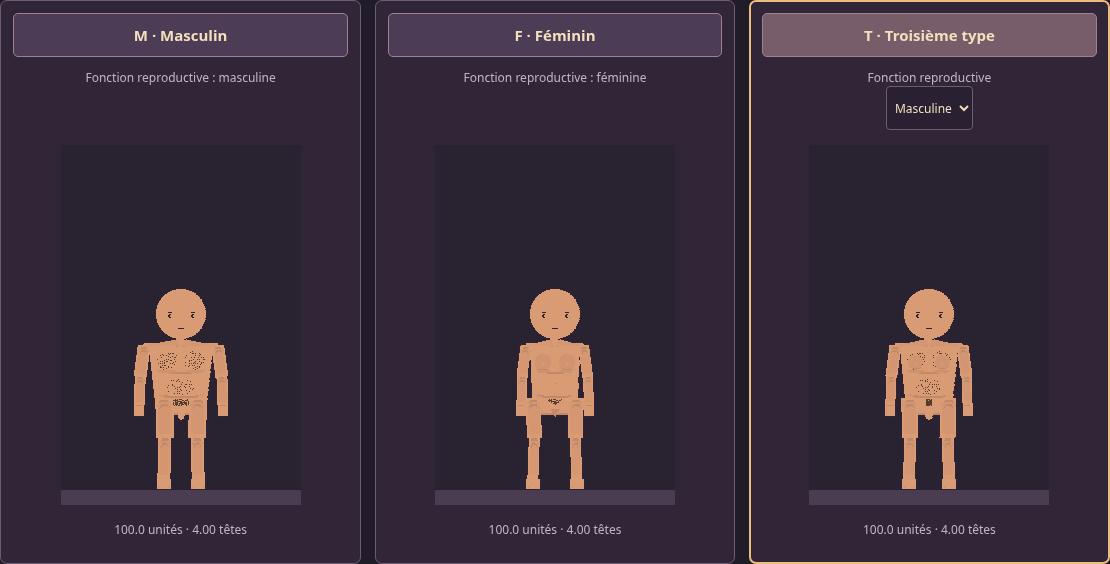 M · Masculin
Fonction reproductive : masculine
100.0 unités · 4.00 têtes
F · Féminin
Fonction reproductive : féminine
100.0 unités · 4.00 têtes
T · Troisième type
Fonction reproductive
Masculine
100.0 unités · 4.00 têtes